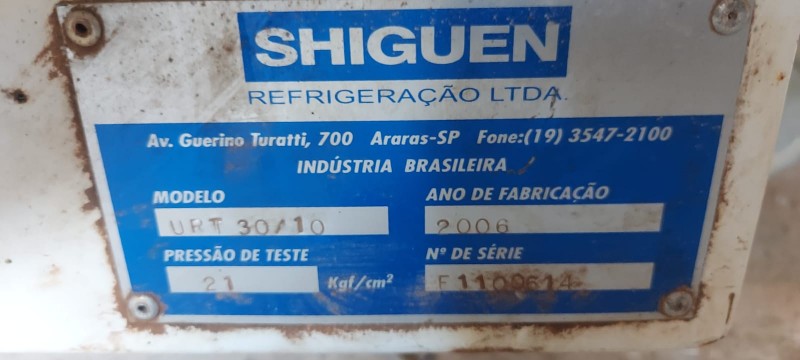 SHIGUEN
REFRIGERAÇÃO LTDA.
Av. Guerino Turatti, 700 Araras-SP Fone:(19) 3547-2100
INDÚSTRIA BRASILEIRA
MODELO
URT 30/10
ANO DE FABRICAÇÃO
2006
PRESSÃO DE TESTE
21 Kgf/cm²
Nº DE SÉRIE
F1100614